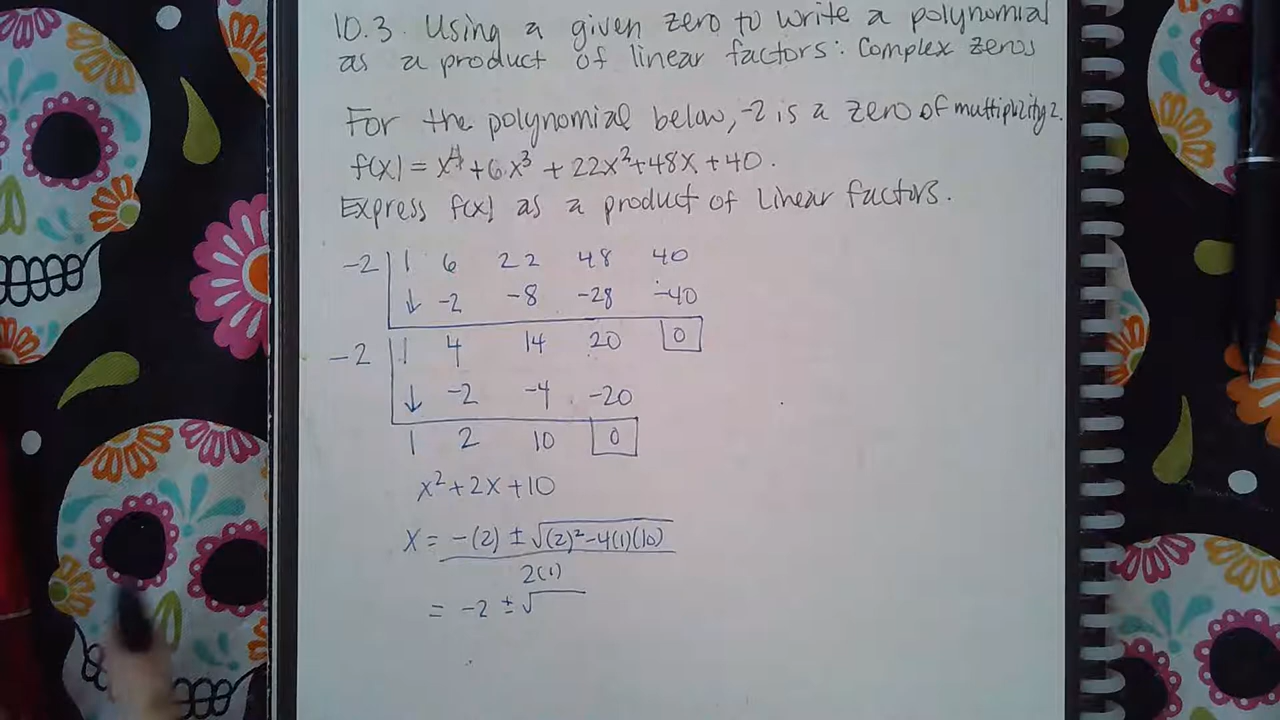 10.3. Using a given zero to write a polynomial
as a product of linear factors: Complex zeros
For the polynomial below, -2 is a zero of multiplicity 2.
f(x) = x⁴ + 6x³ + 22x² + 48x + 40.
Express f(x) as a product of linear factors.
-2 | 1 6 22 48 40
↓ -2 -8 -28 -40
-2 | 1 4 14 20 0
↓ -2 -4 -20
1 2 10 0
x² + 2x + 10
x = -(2) ± √(2)² - 4(1)(10)
2(1)
= -2 ± √